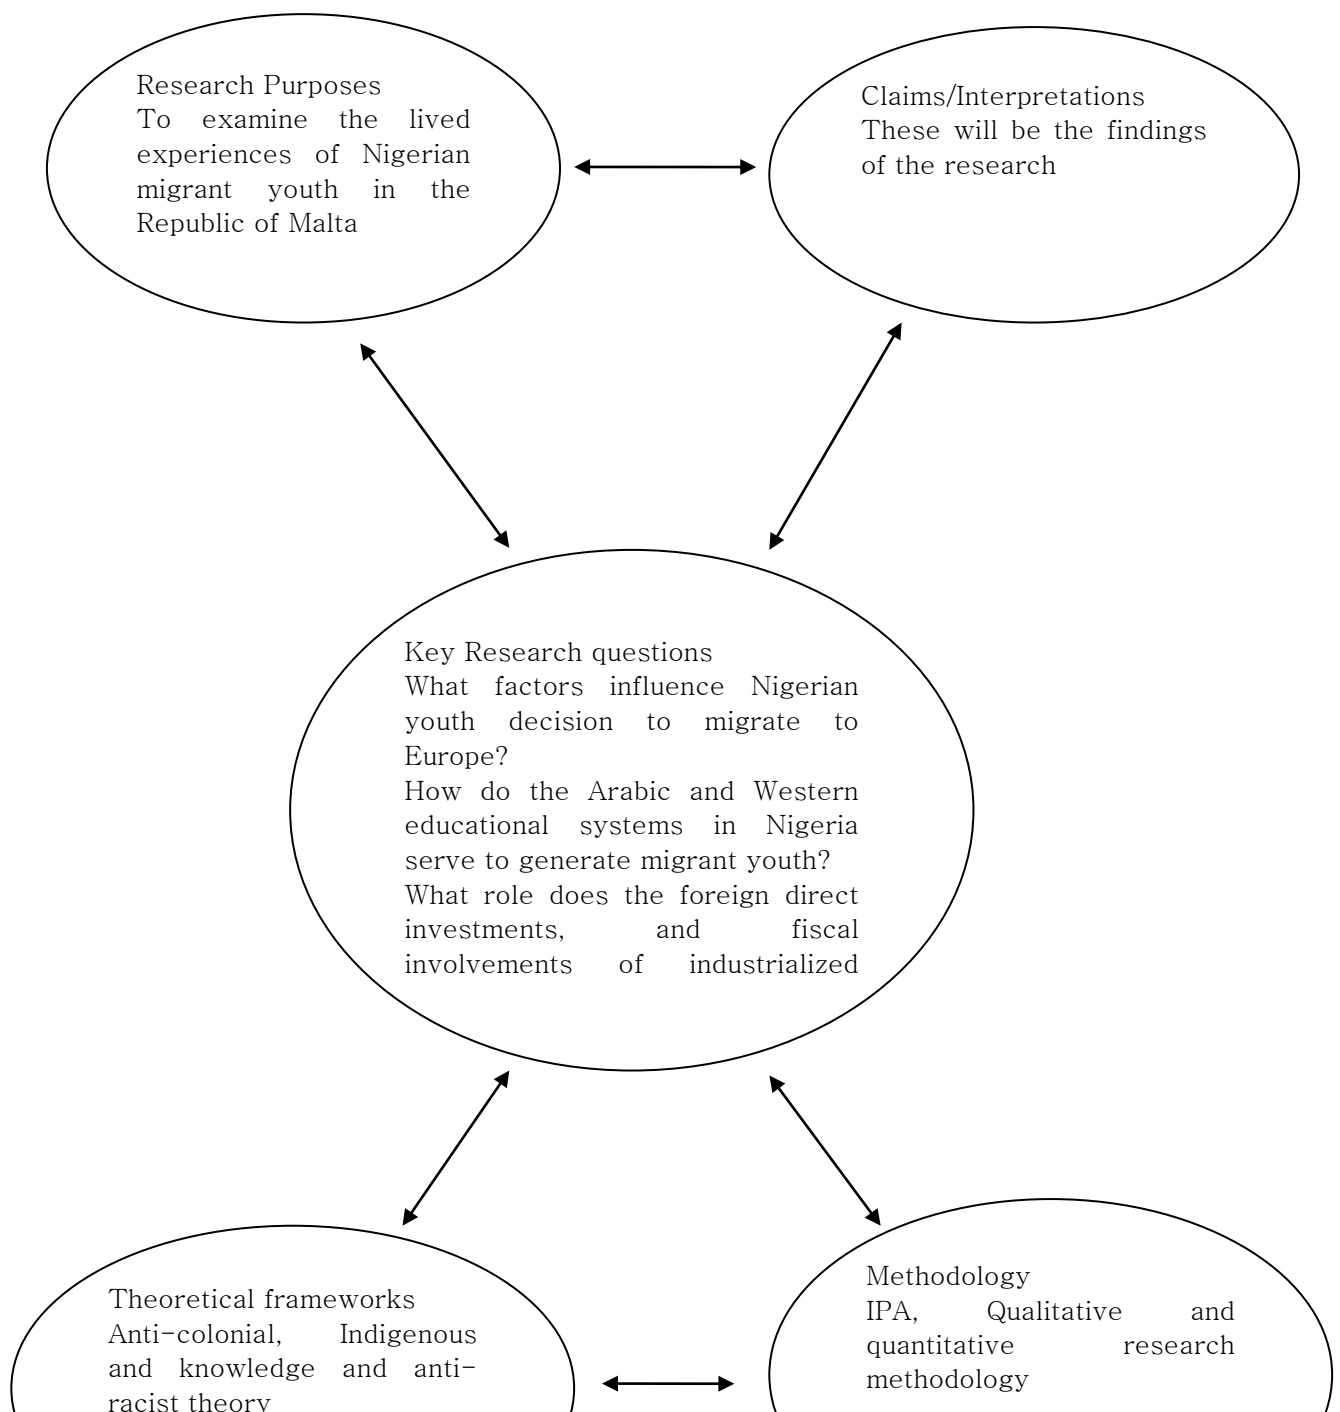 Research Purposes
To examine the lived
experiences of Nigerian
migrant youth in the
Republic of Malta
Claims/Interpretations
These will be the findings
of the research
Key Research questions
What factors influence Nigerian
youth decision to migrate to
Europe?
How do the Arabic and Western
educational systems in Nigeria
serve to generate migrant youth?
What role does the foreign direct
investments, and fiscal
involvements of industrialized
Theoretical frameworks
Anti-colonial, Indigenous
and knowledge and anti-
racist theory
Methodology
IPA, Qualitative and
quantitative research
methodology